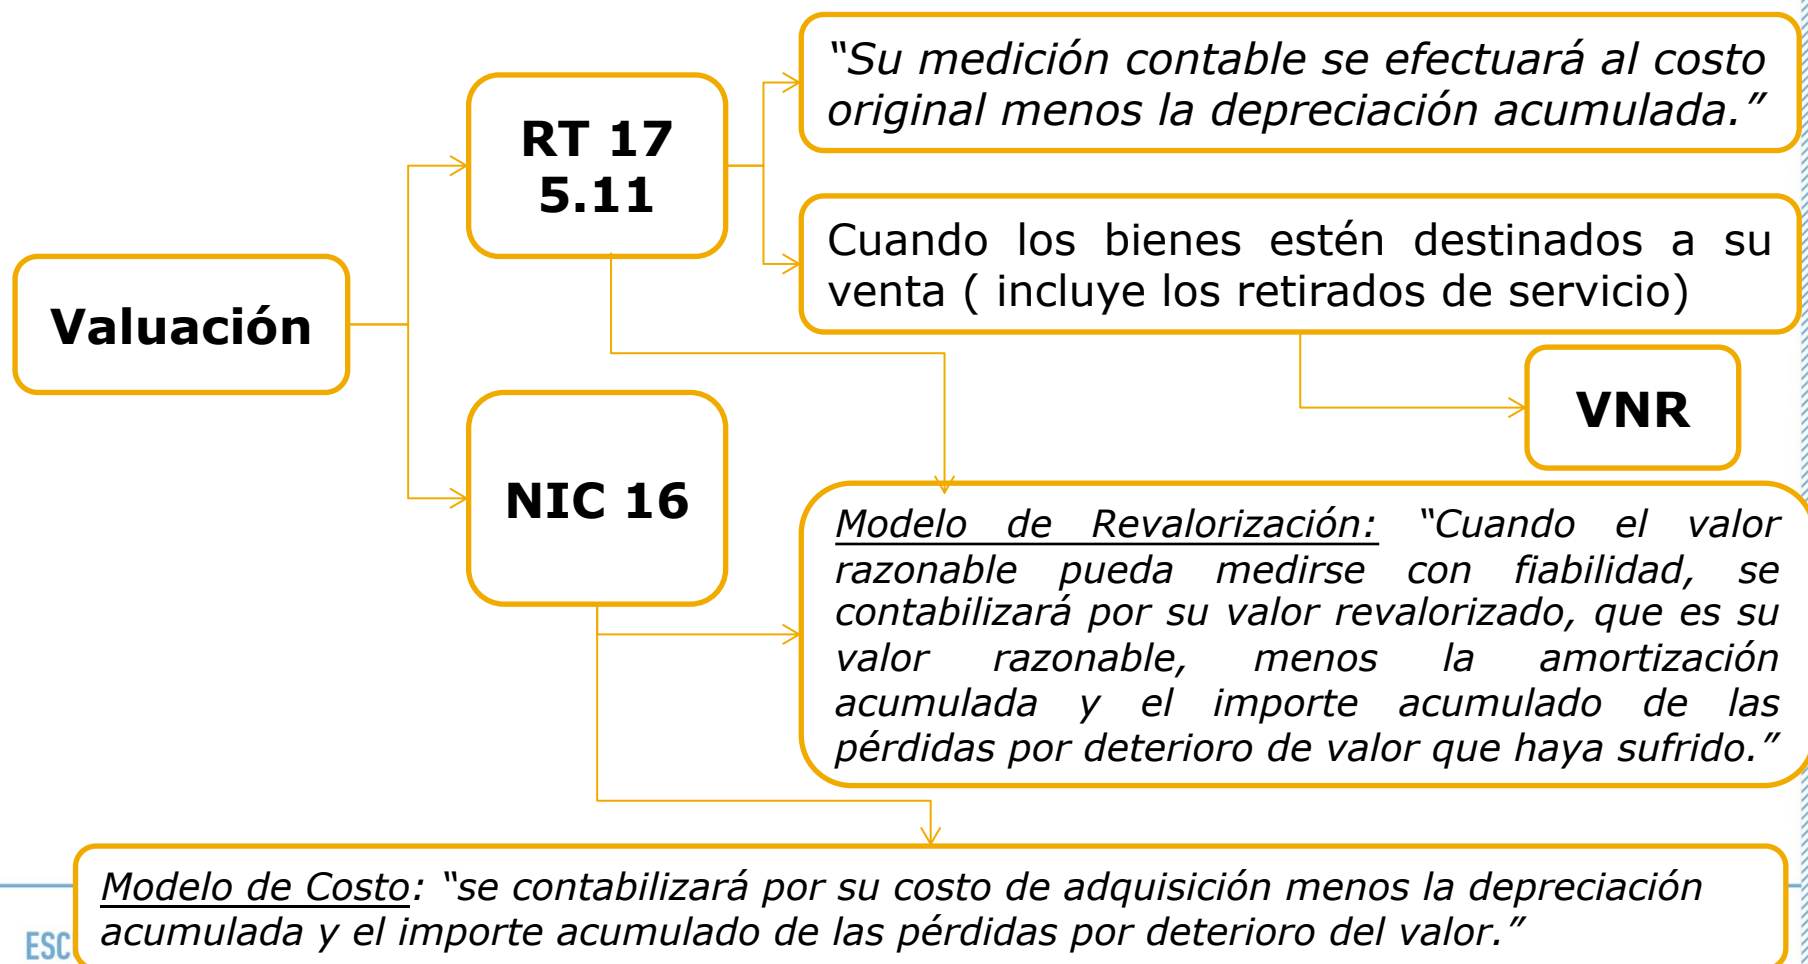 “Su medición contable se efectuará al costo
original menos la depreciación acumulada.”
RT 17
5.11
Cuando los bienes estén destinados a su
venta ( incluye los retirados de servicio)
Valuación
VNR
NIC 16
Modelo de Revalorización: “Cuando el valor
razonable pueda medirse con fiabilidad, se
contabilizará por su valor revalorizado, que es su
valor razonable, menos la amortización
acumulada y el importe acumulado de las
pérdidas por deterioro de valor que haya sufrido.”
Modelo de Costo: “se contabilizará por su costo de adquisición menos la depreciación
acumulada y el importe acumulado de las pérdidas por deterioro del valor.”
ESC